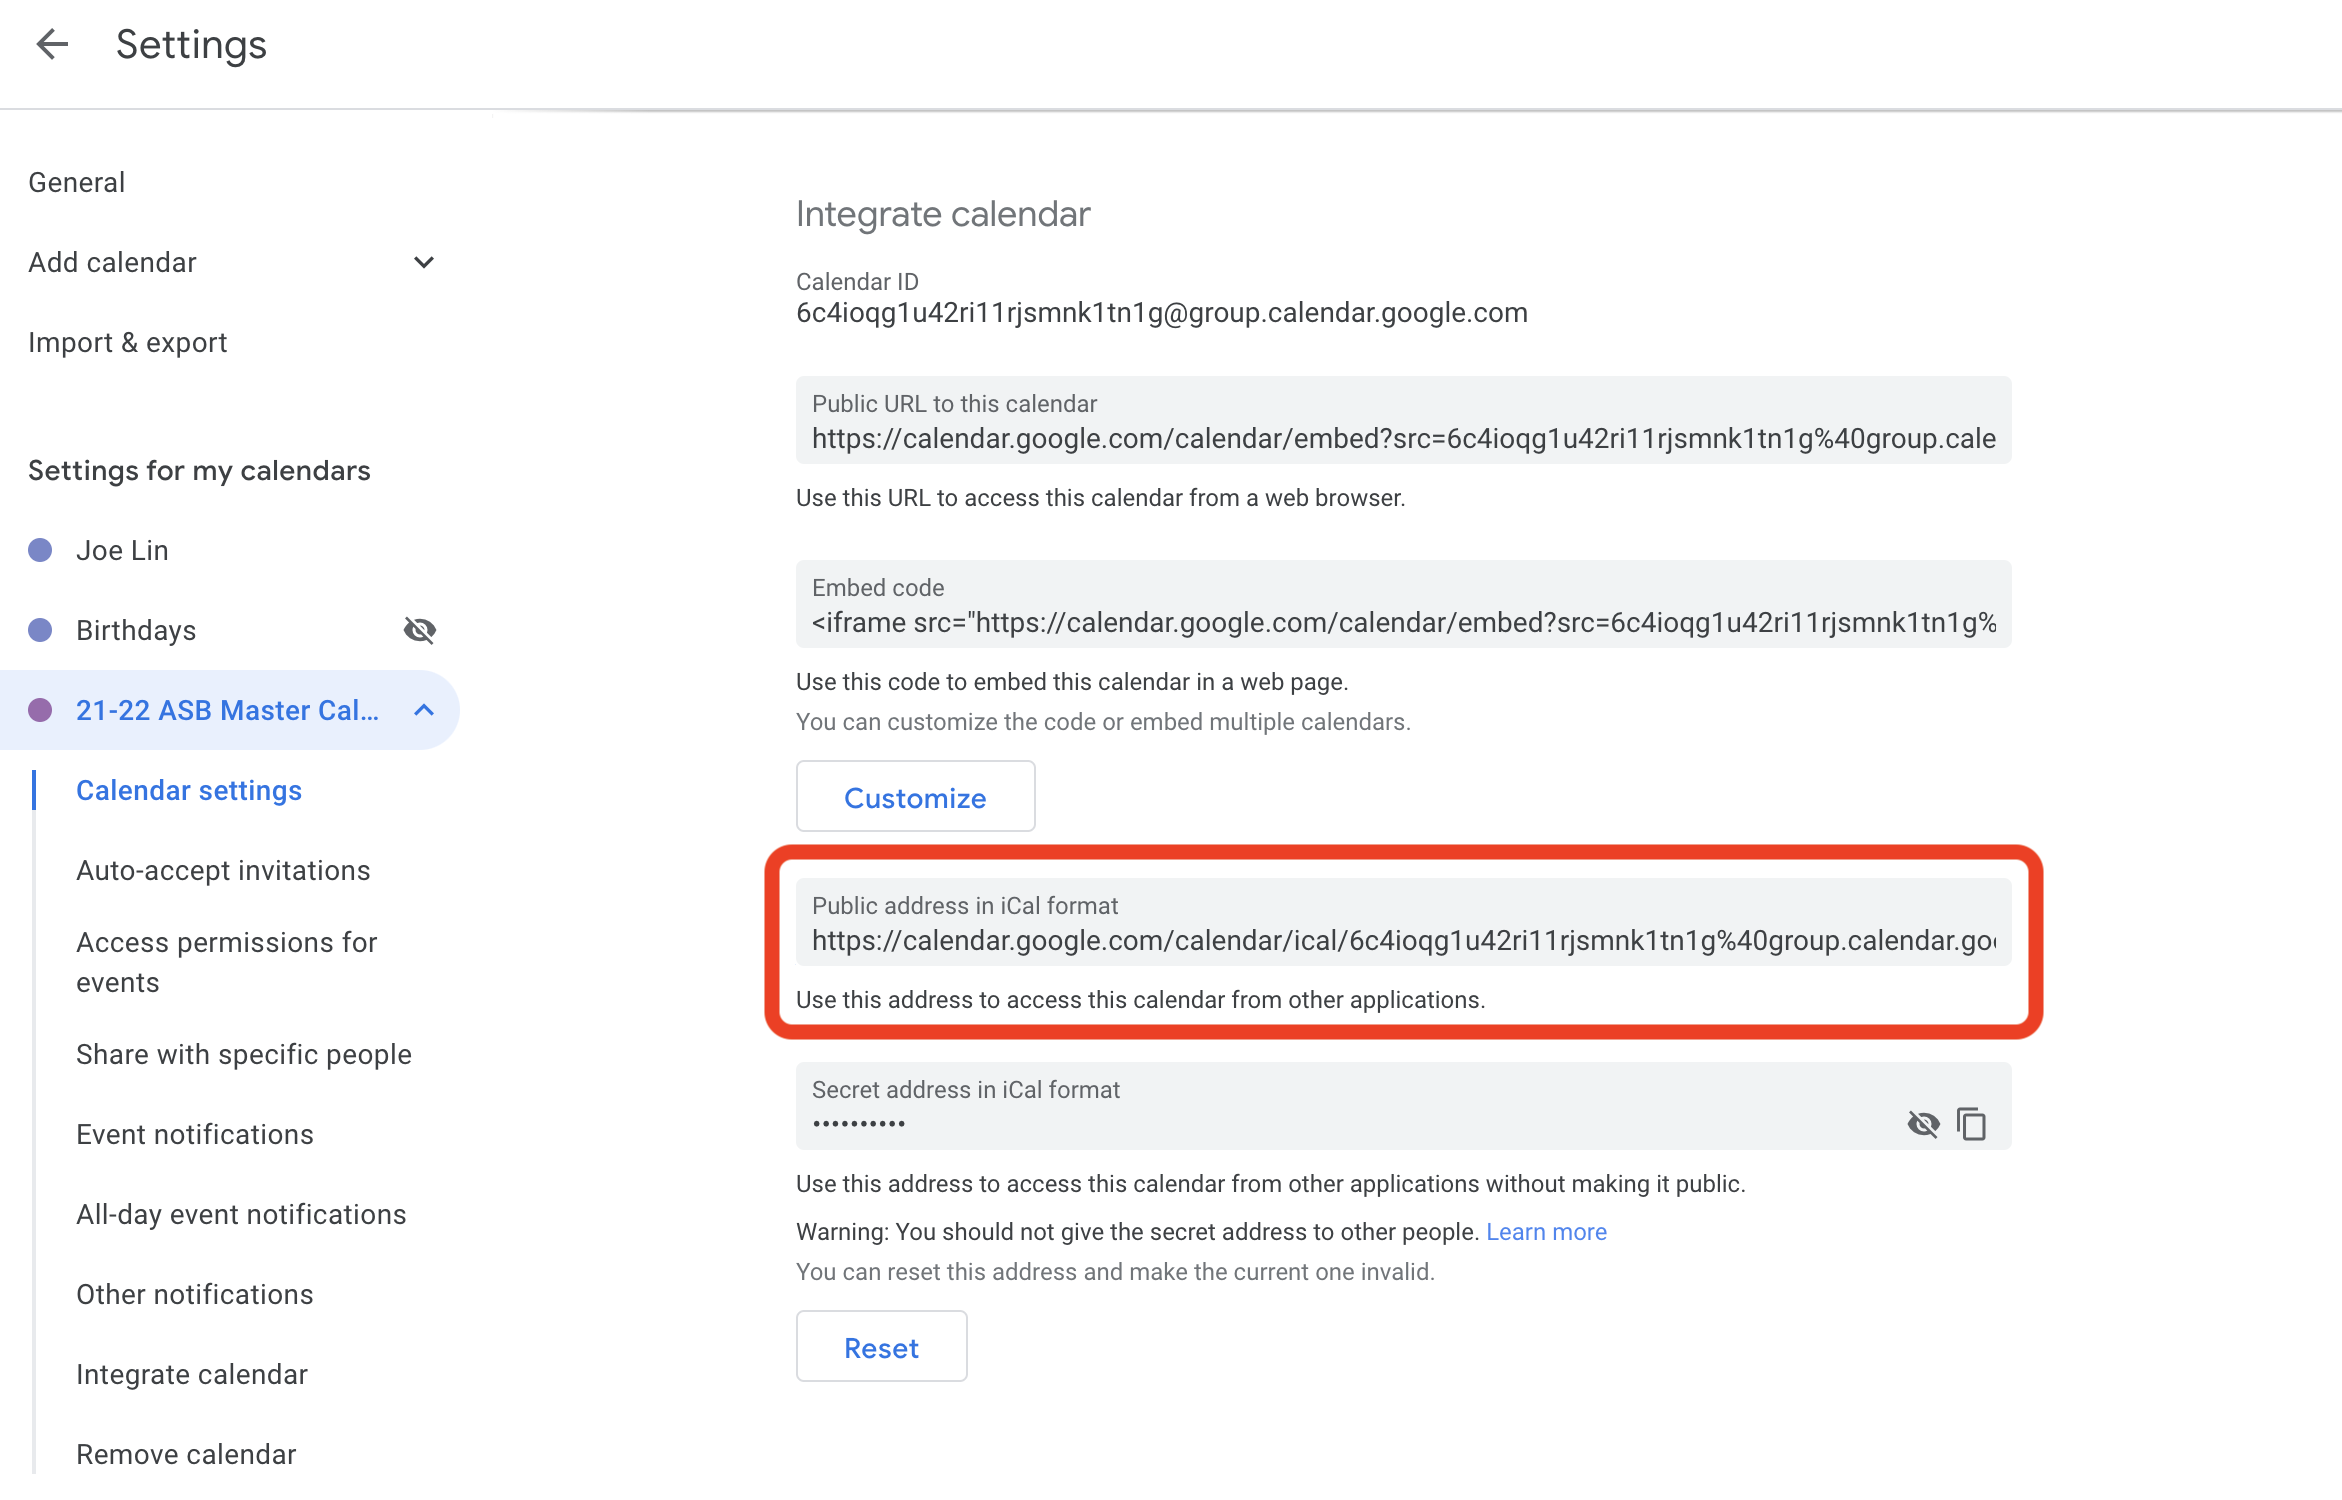 Settings
General
Add calendar
Import & export
Settings for my calendars
Joe Lin
Birthdays
21-22 ASB Master Cal...
Calendar settings
Auto-accept invitations
Access permissions for
events
Share with specific people
Event notifications
All-day event notifications
Other notifications
Integrate calendar
Remove calendar
Integrate calendar
Calendar ID
6c4ioqg1u42ri11rjsmnk1tn1g@group.calendar.google.com
Public URL to this calendar
https://calendar.google.com/calendar/embed?src=6c4ioqg1u42ri11rjsmnk1tn1g%40group.cale
Use this URL to access this calendar from a web browser.
Embed code
<iframe src="https://calendar.google.com/calendar/embed?src=6c4ioqg1u42ri11rjsmnk1tn1g%
Use this code to embed this calendar in a web page.
You can customize the code or embed multiple calendars.
Customize
Public address in iCal format
https://calendar.google.com/calendar/ical/6c4ioqg1u42ri11rjsmnk1tn1g%40group.calendar.goo
Use this address to access this calendar from other applications.
Secret address in iCal format
••••••••••
Use this address to access this calendar from other applications without making it public.
Warning: You should not give the secret address to other people. Learn more
You can reset this address and make the current one invalid.
Reset